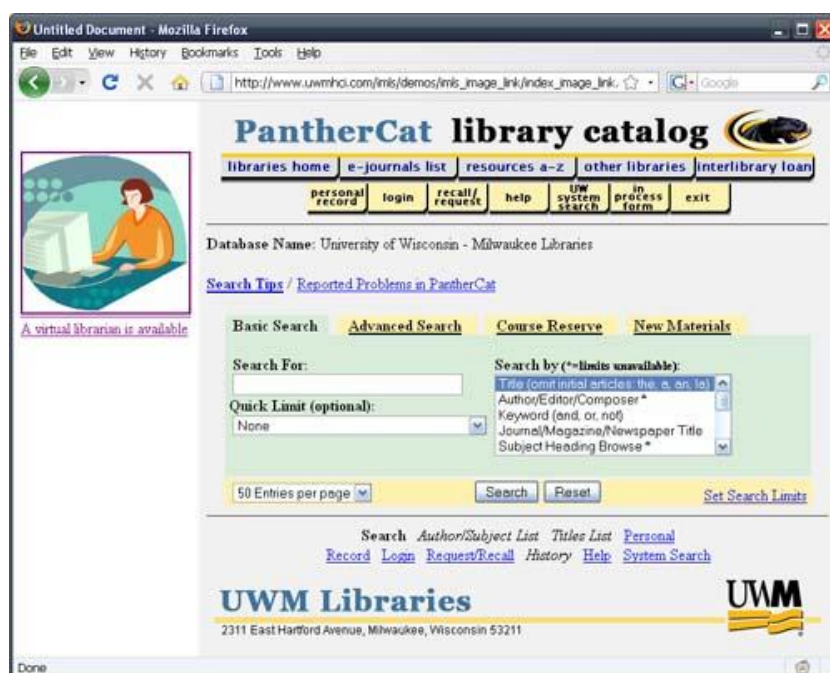 Untitled Document - Mozilla Firefox
File Edit View History Bookmarks Tools Help
http://www.uwmhci.com/imls/demos/imls_image_link/index_image_link. Google
PantherCat library catalog
libraries home e-journals list resources a-z other libraries interlibrary loan
personal record login recall/ request help UW system search in process form exit
Database Name: University of Wisconsin - Milwaukee Libraries
Search Tips / Reported Problems in PantherCat
A virtual librarian is available
Basic Search Advanced Search Course Reserve New Materials
Search For: Search by (*=limits unavailable):
Title (omit initial articles: the, a, an, la)
Author/Editor/Composer *
Quick Limit (optional): Keyword (and, or, not)
None Journal/Magazine/Newspaper Title
Subject Heading Browse *
50 Entries per page Search Reset Set Search Limits
Search Author/Subject List Titles List Personal
Record Login Request/Recall History Help System Search
UWM Libraries UWM
2311 East Hartford Avenue, Milwaukee, Wisconsin 53211
Done